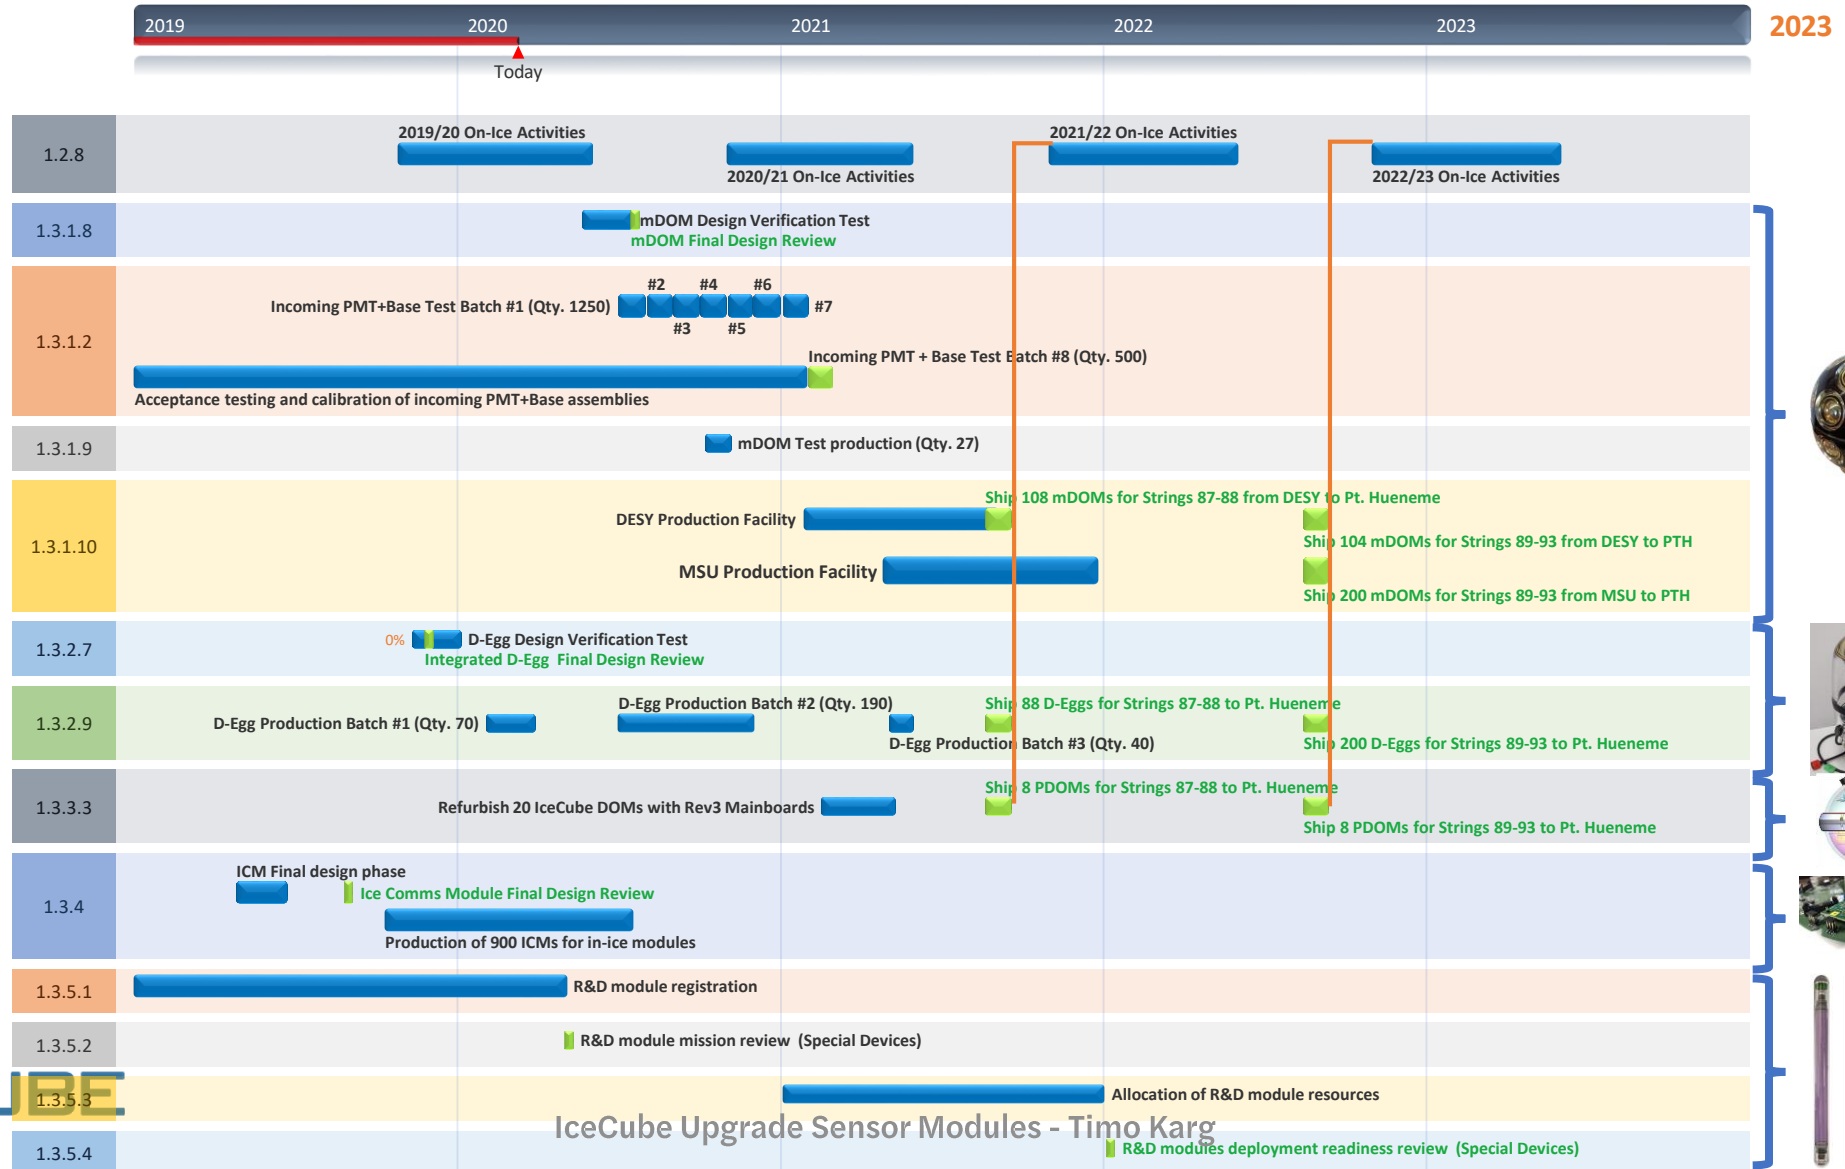 2019
2020
2021
2022
2023
2023
Today
1.2.8
2019/20 On-Ice Activities
2020/21 On-Ice Activities
2021/22 On-Ice Activities
2022/23 On-Ice Activities
1.3.1.8
mDOM Design Verification Test
mDOM Final Design Review
1.3.1.2
#2
#4
#6
Incoming PMT+Base Test Batch #1 (Qty. 1250)
#7
#3
#5
Incoming PMT + Base Test Batch #8 (Qty. 500)
Acceptance testing and calibration of incoming PMT+Base assemblies
1.3.1.9
mDOM Test production (Qty. 27)
1.3.1.10
Ship 108 mDOMs for Strings 87-88 from DESY to Pt. Hueneme
DESY Production Facility
Ship 104 mDOMs for Strings 89-93 from DESY to PTH
MSU Production Facility
Ship 200 mDOMs for Strings 89-93 from MSU to PTH
1.3.2.7
0%
D-Egg Design Verification Test
Integrated D-Egg Final Design Review
1.3.2.9
D-Egg Production Batch #2 (Qty. 190)
Ship 88 D-Eggs for Strings 87-88 to Pt. Hueneme
D-Egg Production Batch #1 (Qty. 70)
D-Egg Production Batch #3 (Qty. 40)
Ship 200 D-Eggs for Strings 89-93 to Pt. Hueneme
1.3.3.3
Ship 8 PDOMs for Strings 87-88 to Pt. Hueneme
Refurbish 20 IceCube DOMs with Rev3 Mainboards
Ship 8 PDOMs for Strings 89-93 to Pt. Hueneme
1.3.4
ICM Final design phase
Ice Comms Module Final Design Review
Production of 900 ICMs for in-ice modules
1.3.5.1
R&D module registration
1.3.5.2
R&D module mission review (Special Devices)
UBE
1.3.5.3
Allocation of R&D module resources
IceCube Upgrade Sensor Modules - Timo Karg
1.3.5.4
R&D modules deployment readiness review (Special Devices)